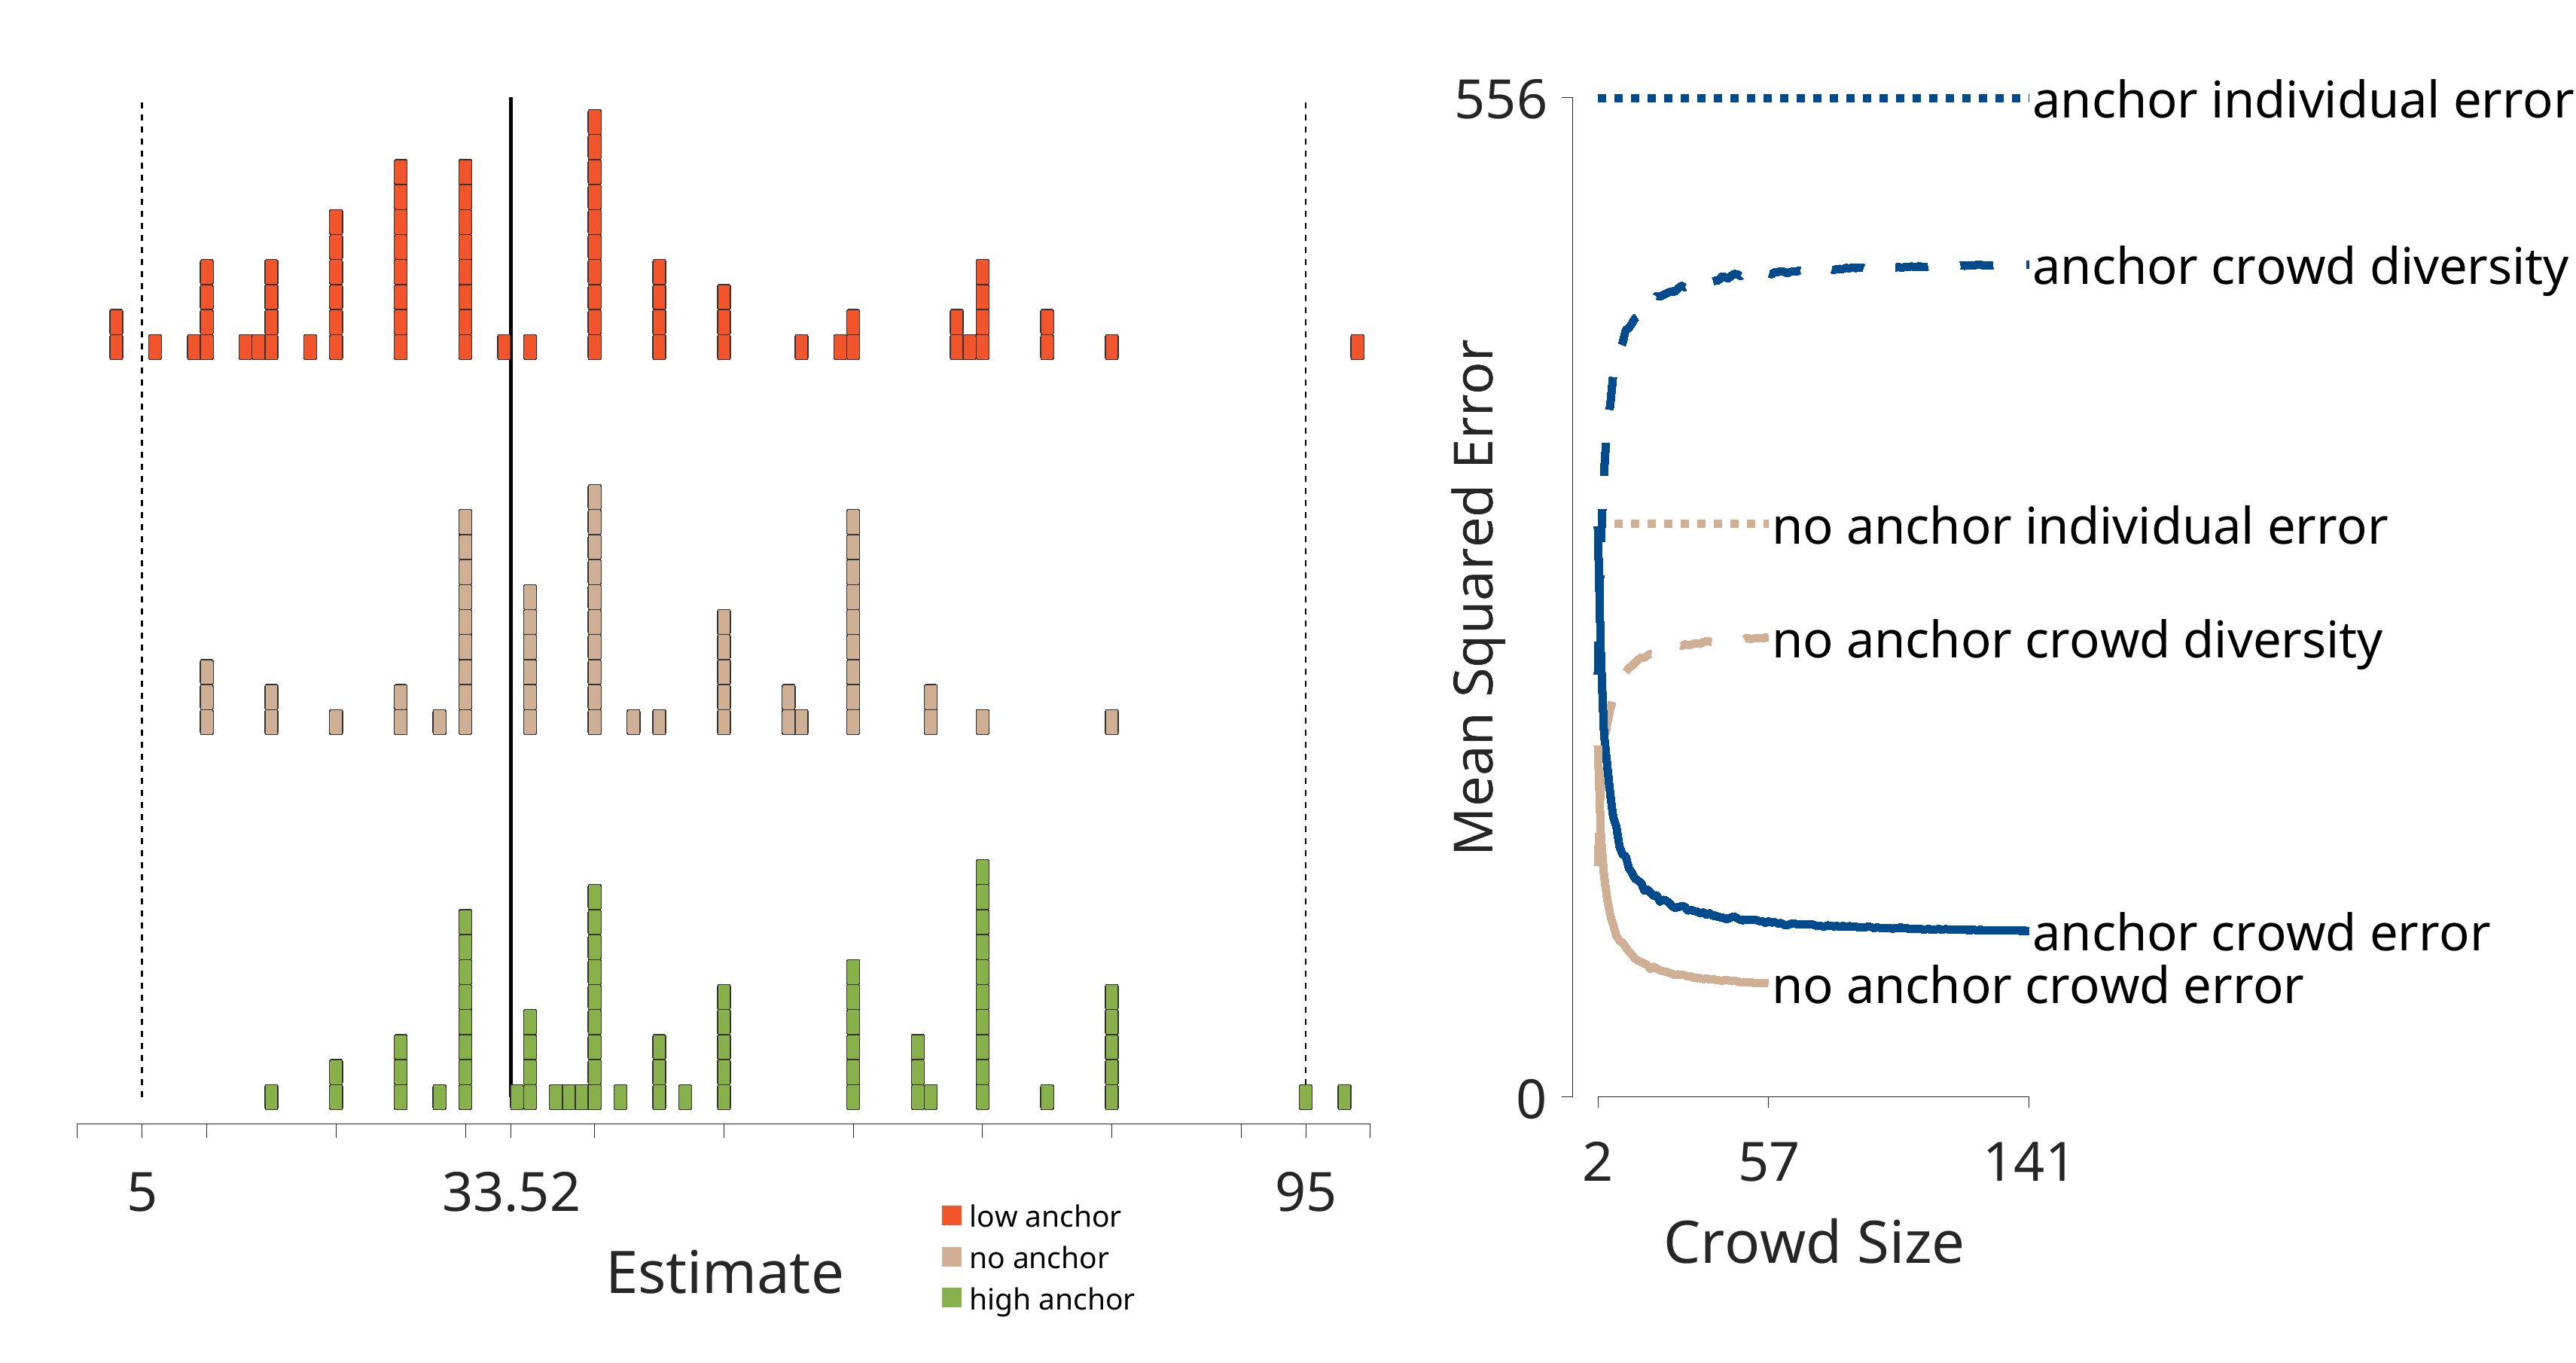 5
33.52
95
Estimate
low anchor
no anchor
high anchor
Mean Squared Error
556
0
anchor individual error
anchor crowd diversity
no anchor individual error
no anchor crowd diversity
anchor crowd error
no anchor crowd error
2
57
141
Crowd Size